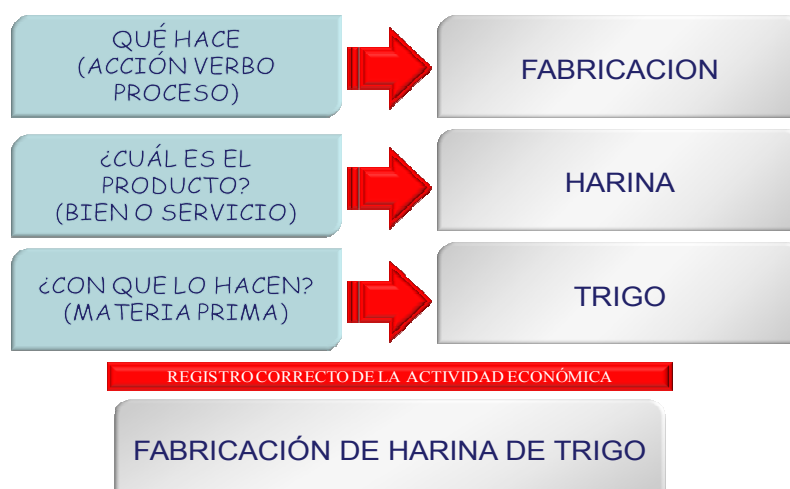 QUÉ HACE
(ACCIÓN VERBO
PROCESO)
FABRICACION
¿CUÁL ES EL
PRODUCTO?
(BIEN O SERVICIO)
HARINA
¿CON QUE LO HACEN?
(MATERIA PRIMA)
TRIGO
REGISTRO CORRECTO DE LA ACTIVIDAD ECONÓMICA
FABRICACIÓN DE HARINA DE TRIGO